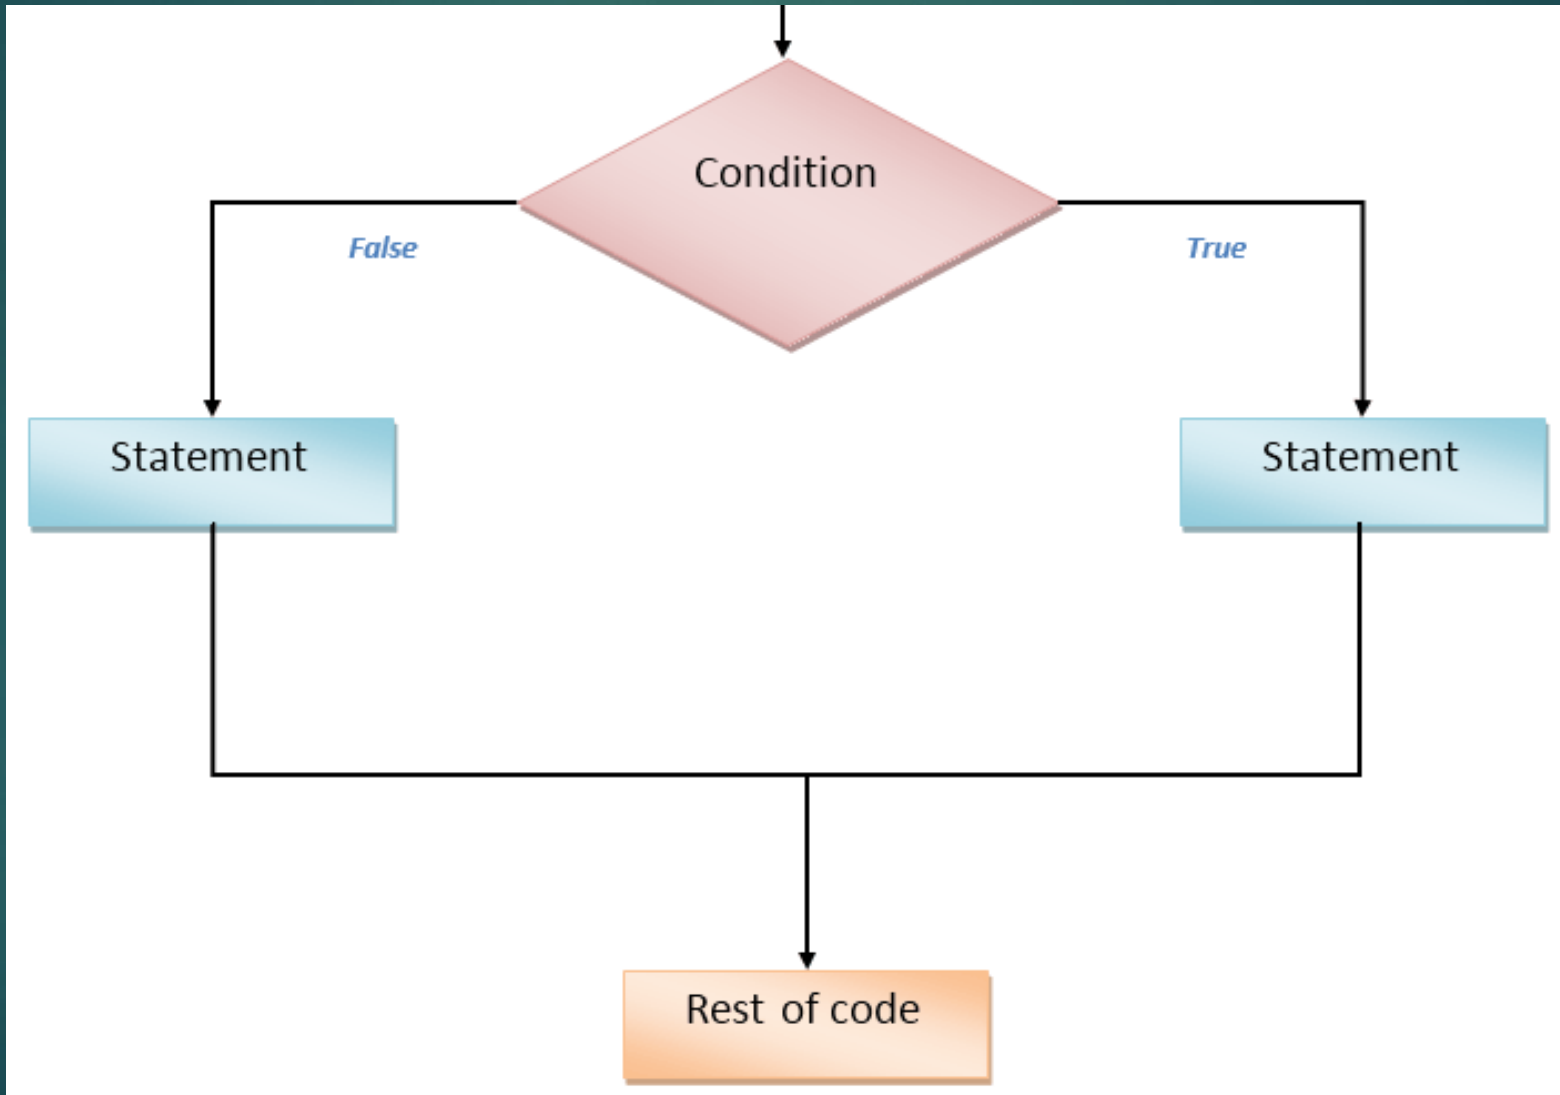 Condition
False
True
Statement
Statement
Rest of code